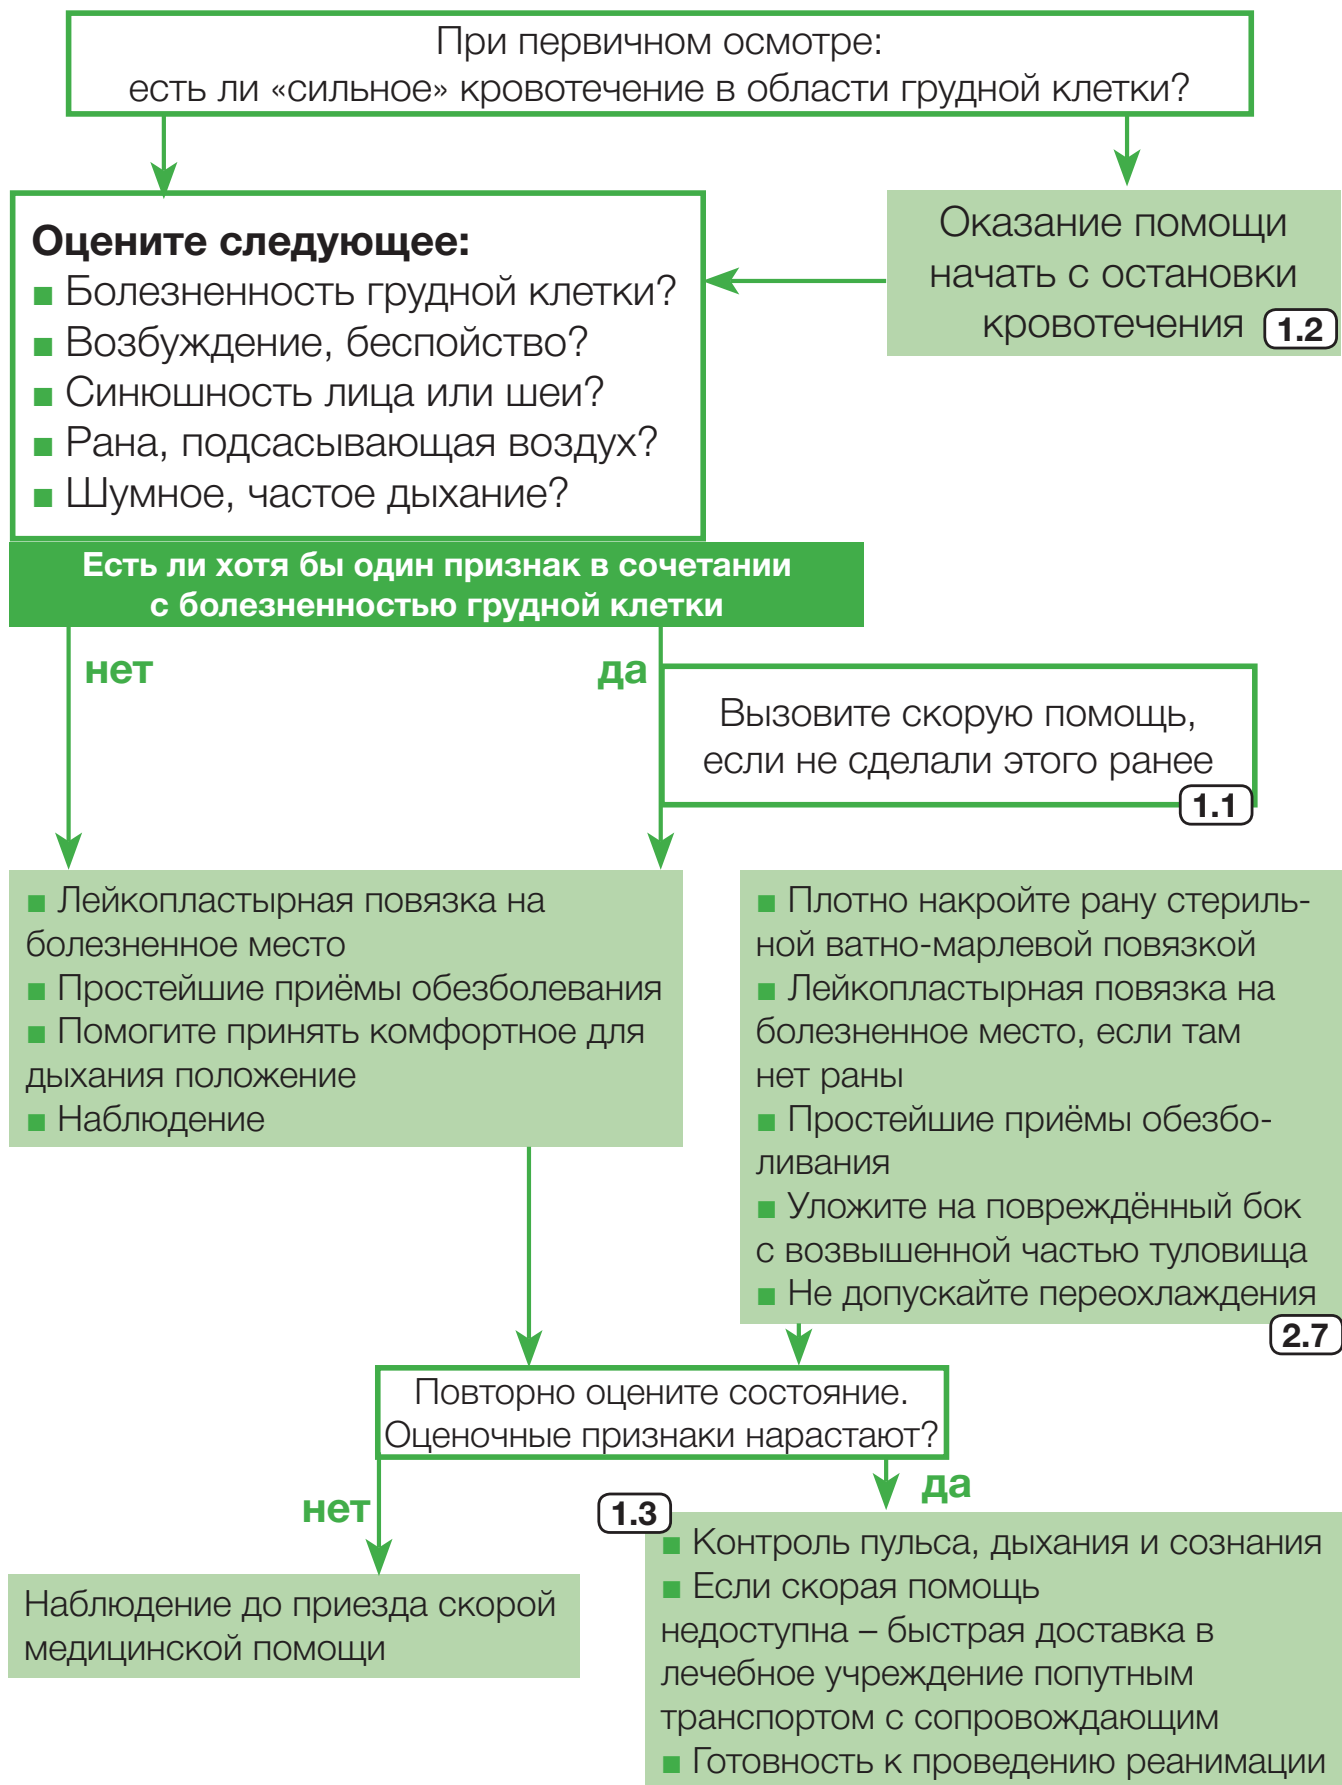 При первичном осмотре:
есть ли «сильное» кровотечение в области грудной клетки?
Оцените следующее:
■ Болезненность грудной клетки?
■ Возбуждение, беспойство?
■ Синюшность лица или шеи?
■ Рана, подсасывающая воздух?
■ Шумное, частое дыхание?
Оказание помощи
начать с остановки
кровотечения 1.2
Есть ли хотя бы один признак в сочетании
с болезненностью грудной клетки
нет
да
Вызовите скорую помощь,
если не сделали этого ранее
1.1
■ Лейкопластырная повязка на
болезненное место
■ Простейшие приёмы обезболевания
■ Помогите принять комфортное для
дыхания положение
■ Наблюдение
■ Плотно накройте рану стериль-
ной ватно-марлевой повязкой
■ Лейкопластырная повязка на
болезненное место, если там
нет раны
■ Простейшие приёмы обезбо-
ливания
■ Уложите на повреждённый бок
с возвышенной частью туловища
■ Не допускайте переохлаждения
2.7
Повторно оцените состояние.
Оценочные признаки нарастают?
нет
да
Наблюдение до приезда скорой
медицинской помощи
1.3
■ Контроль пульса, дыхания и сознания
■ Если скорая помощь
недоступна – быстрая доставка в
лечебное учреждение попутным
транспортом с сопровождающим
■ Готовность к проведению реанимации